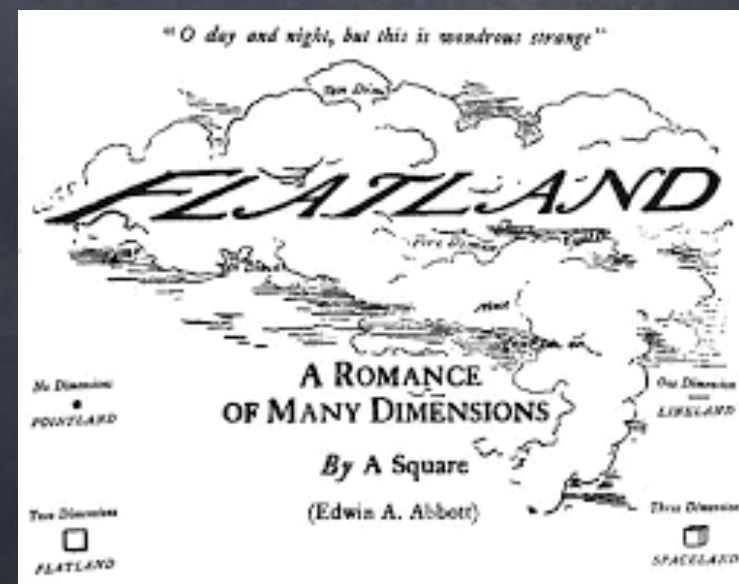 "O day and night, but this is wondrous strange"
FLATLAND
A ROMANCE
OF MANY DIMENSIONS
By A Square
(Edwin A. Abbott)
No Dimensions
POINTLAND
One Dimension
LINELAND
Two Dimensions
FLATLAND
Three Dimensions
SPACELAND